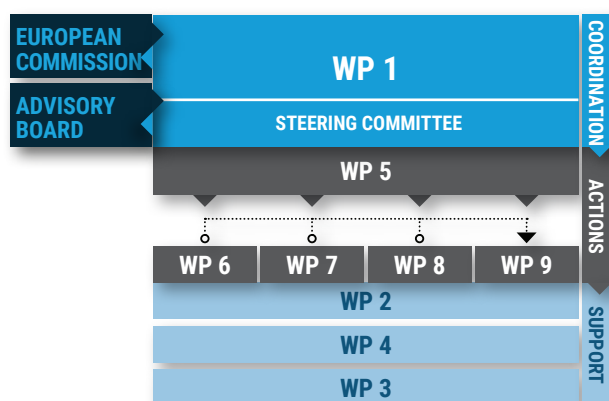 EUROPEAN
COMMISSION
WP 1
COORDINATION
ADVISORY
BOARD
STEERING COMMITTEE
WP 5
ACTIONS
WP 6
WP 7
WP 8
WP 9
WP 2
SUPPORT
WP 4
WP 3